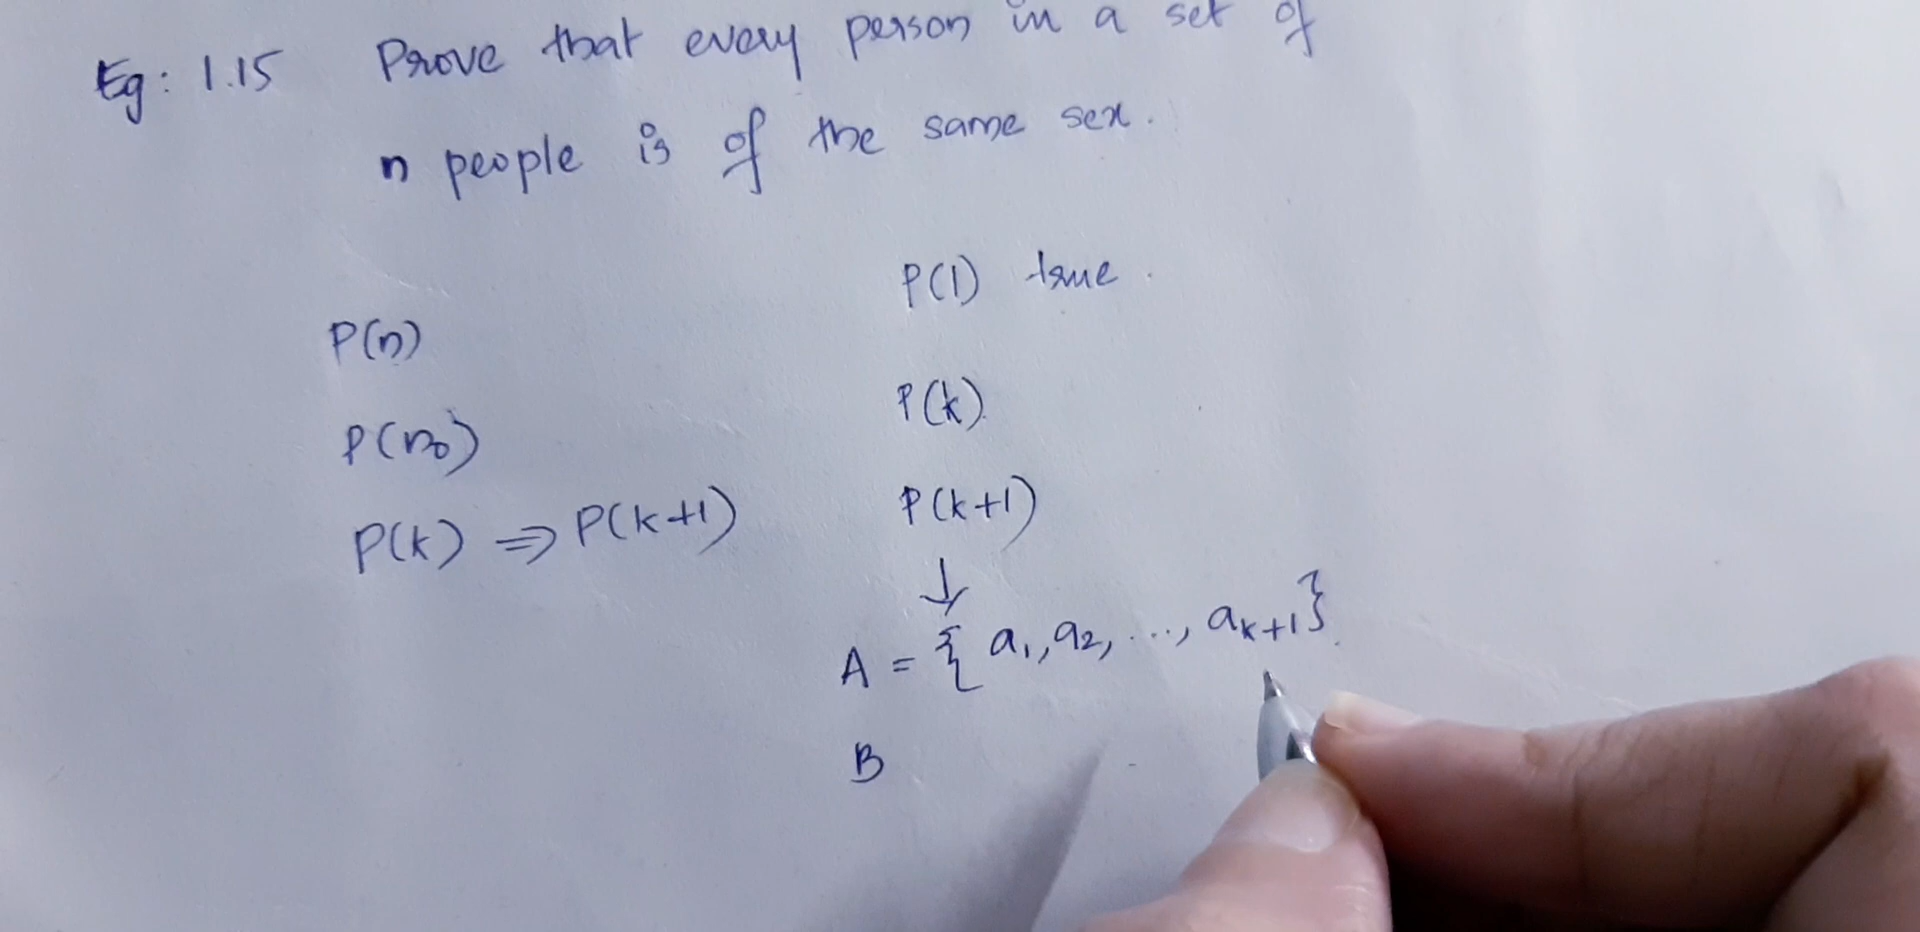 Eg: 1.15 Prove that every person in a set of
n people is of the same sex.
P(1) true.
P(n)
P(k)
P(n₀)
P(k+1)
P(k) ⇒ P(k+1)
↓
A = { a₁, a₂, ..., aₖ₊₁}.
B